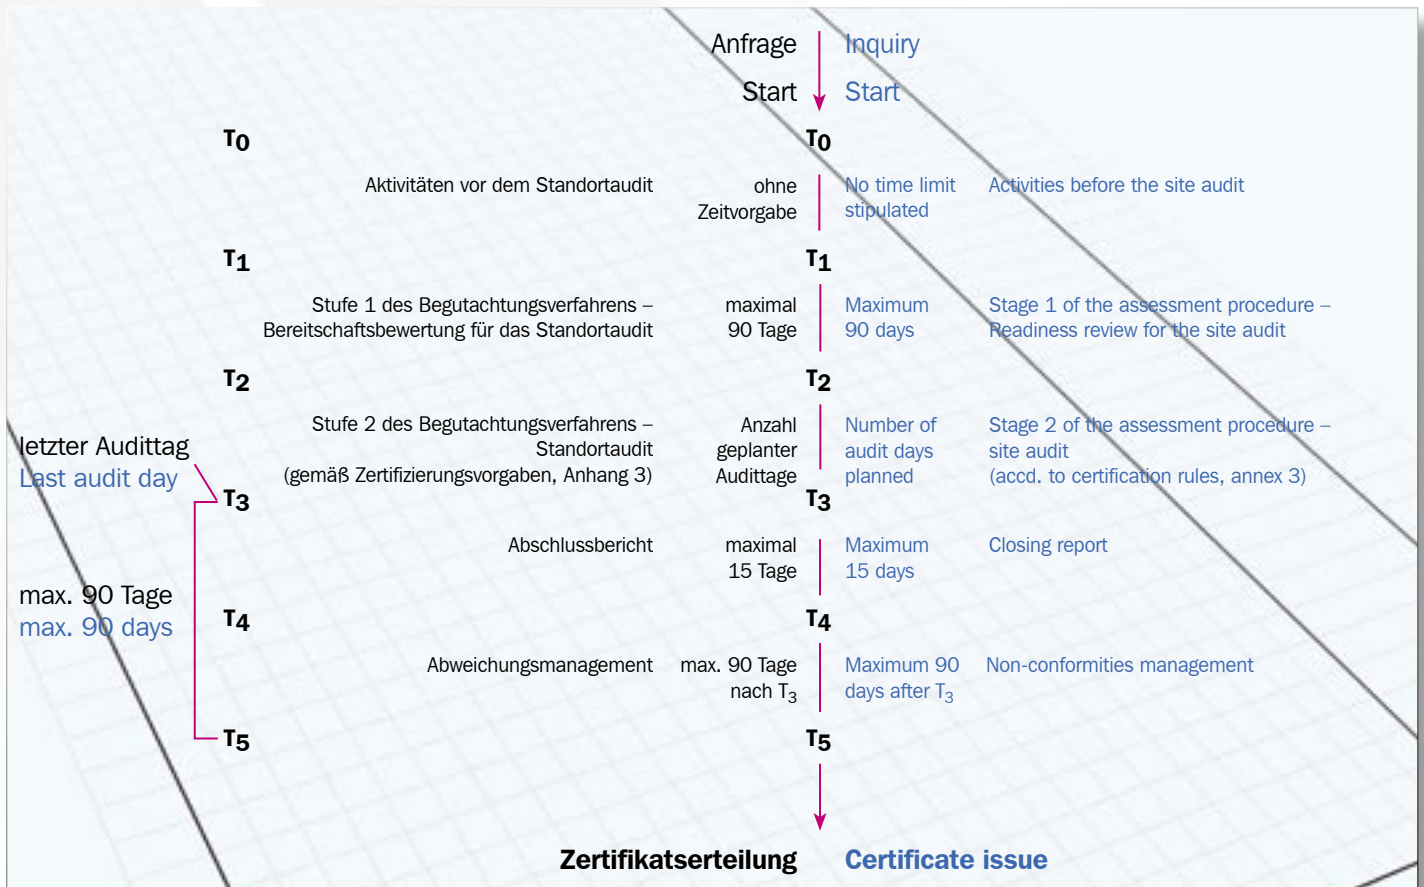 Anfrage Inquiry
Start Start
T0 T0
Aktivitäten vor dem Standortaudit ohne No time limit Activities before the site audit
Zeitvorgabe stipulated
T1 T1
Stufe 1 des Begutachtungsverfahrens – maximal Maximum Stage 1 of the assessment procedure –
Bereitschaftsbewertung für das Standortaudit 90 Tage 90 days Readiness review for the site audit
T2 T2
Stufe 2 des Begutachtungsverfahrens – Anzahl Number of Stage 2 of the assessment procedure –
letzter Audittag Standortaudit geplanter audit days site audit
Last audit day (gemäß Zertifizierungsvorgaben, Anhang 3) Audittage planned (accd. to certification rules, annex 3)
T3 T3
Abschlussbericht maximal Maximum Closing report
15 Tage 15 days
max. 90 Tage
T4 T4
max. 90 days
Abweichungsmanagement max. 90 Tage Maximum 90 Non-conformities management
nach T3 days after T3
T5 T5
Zertifikatserteilung Certificate issue